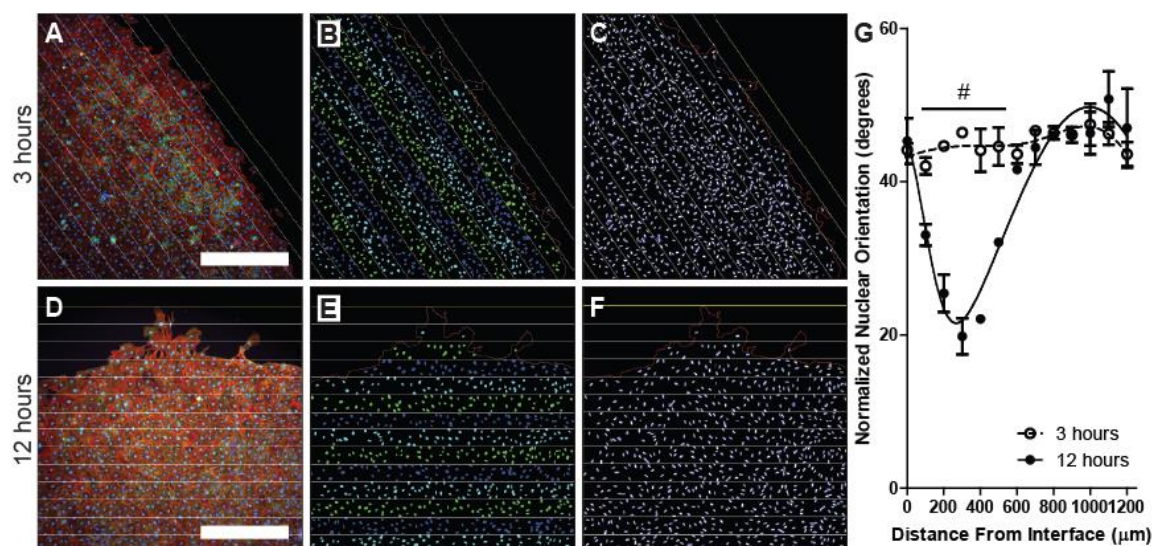 A
B
C
G
3 hours
D
E
F
12 hours
#
Normalized Nuclear Orientation (degrees)
60
40
20
0
3 hours
12 hours
0 200 400 600 800 1000 1200
Distance From Interface (μm)